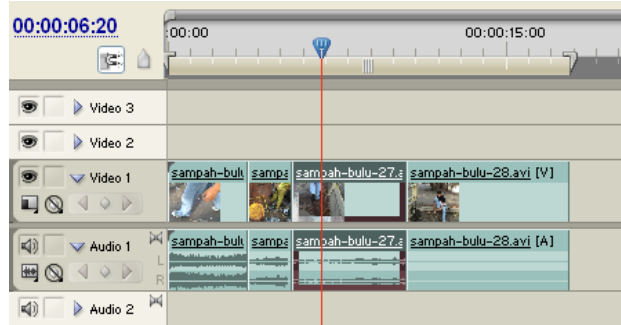 00:00:06:20
:00:00
00:00:15:00
Video 3
Video 2
Video 1
sampah-bulu
sampa
sampah-bulu-27.a
sampah-bulu-28.avi [V]
Audio 1
L
R
sampah-bulu
sampa
sampah-bulu-27.a
sampah-bulu-28.avi [A]
Audio 2